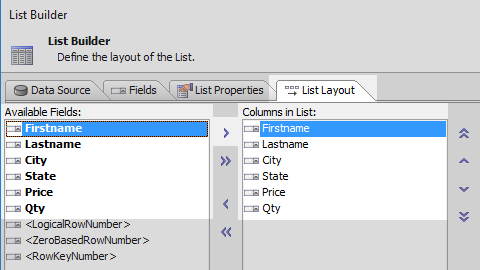 List Builder
List Builder
Define the layout of the List.
Data Source Fields List Properties List Layout
Available Fields: Columns in List:
Firstname Firstname
Lastname Lastname
City City
State State
Price Price
Qty Qty
<LogicalRowNumber>
<ZeroBasedRowNumber>
<RowKeyNumber>